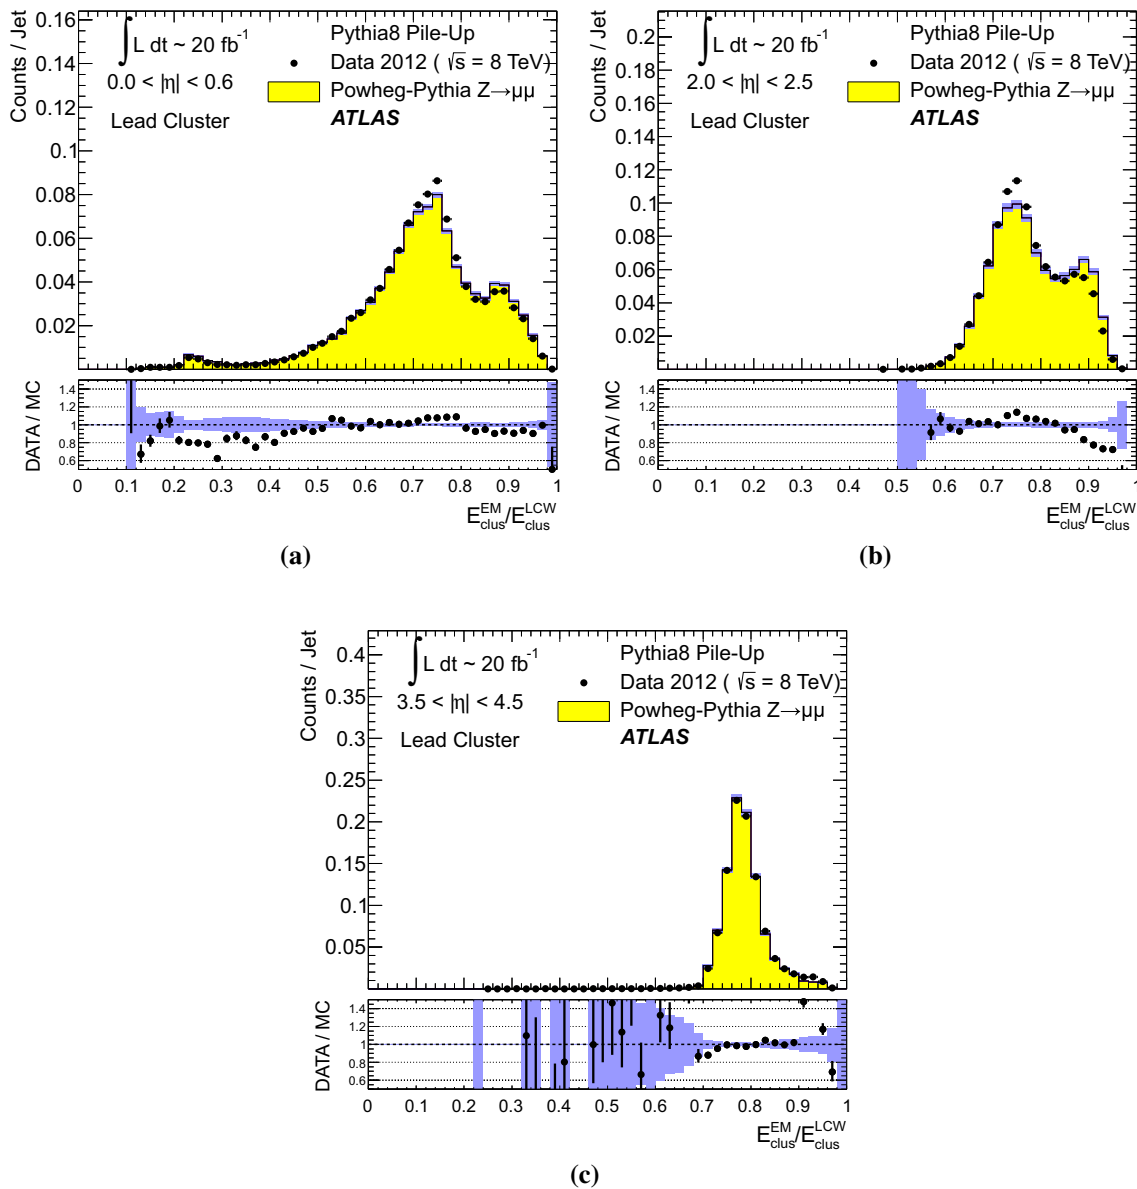 Counts / Jet
0.16
0.14
0.12
0.1
0.08
0.06
0.04
0.02
∫ L dt ~ 20 fb⁻¹
0.0 < |η| < 0.6
Lead Cluster
Pythia8 Pile-Up
Data 2012 ( √s = 8 TeV)
Powheg-Pythia Z→μμ
ATLAS
DATA / MC
1.4
1.2
1
0.8
0.6
0 0.1 0.2 0.3 0.4 0.5 0.6 0.7 0.8 0.9 1
E_clus^EM/E_clus^LCW
(a)
Counts / Jet
0.2
0.18
0.16
0.14
0.12
0.1
0.08
0.06
0.04
0.02
∫ L dt ~ 20 fb⁻¹
2.0 < |η| < 2.5
Lead Cluster
Pythia8 Pile-Up
Data 2012 ( √s = 8 TeV)
Powheg-Pythia Z→μμ
ATLAS
DATA / MC
1.4
1.2
1
0.8
0.6
0 0.1 0.2 0.3 0.4 0.5 0.6 0.7 0.8 0.9 1
E_clus^EM/E_clus^LCW
(b)
Counts / Jet
0.4
0.35
0.3
0.25
0.2
0.15
0.1
0.05
∫ L dt ~ 20 fb⁻¹
3.5 < |η| < 4.5
Lead Cluster
Pythia8 Pile-Up
Data 2012 ( √s = 8 TeV)
Powheg-Pythia Z→μμ
ATLAS
DATA / MC
1.4
1.2
1
0.8
0.6
0 0.1 0.2 0.3 0.4 0.5 0.6 0.7 0.8 0.9 1
E_clus^EM/E_clus^LCW
(c)